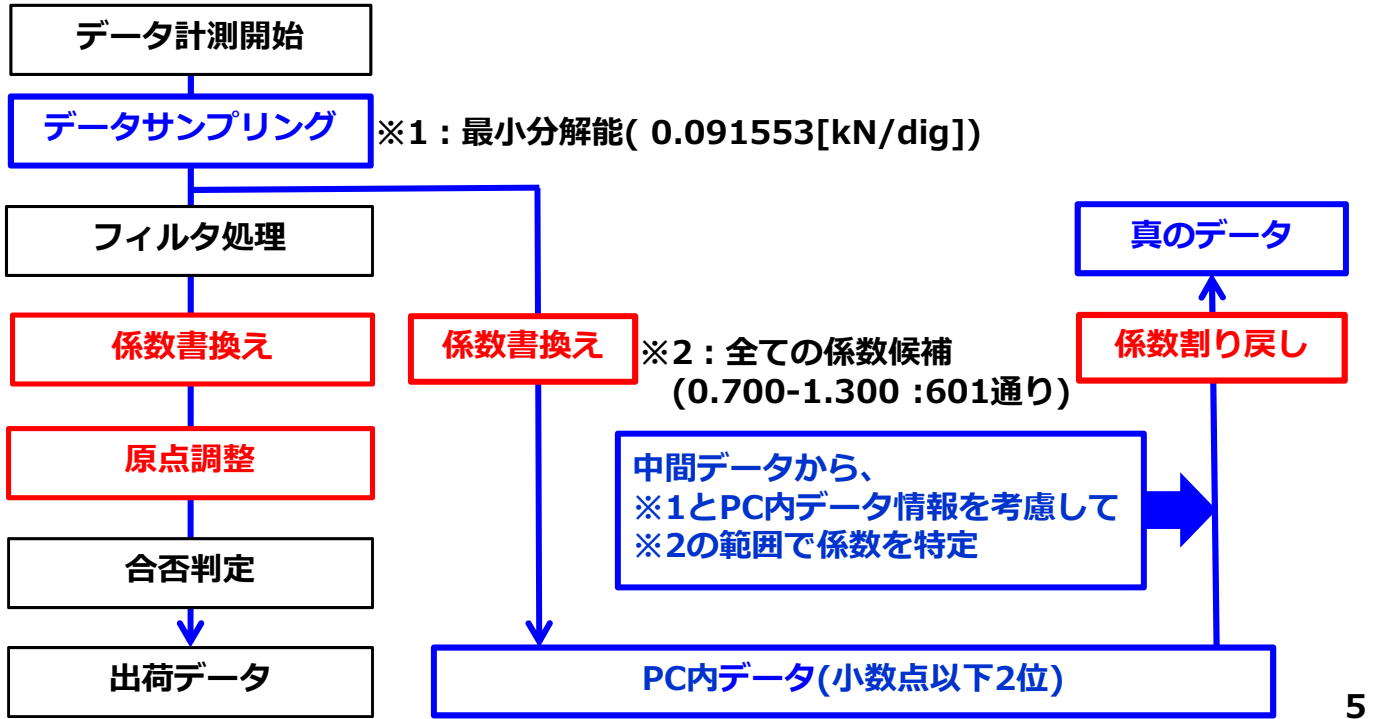 データ計測開始
データサンプリング
※1：最小分解能( 0.091553[kN/dig])
フィルタ処理
真のデータ
係数書換え
係数書換え
※2：全ての係数候補
(0.700-1.300 :601通り)
係数割り戻し
原点調整
中間データから、
※1とPC内データ情報を考慮して
※2の範囲で係数を特定
合否判定
出荷データ
PC内データ(小数点以下2位)
5